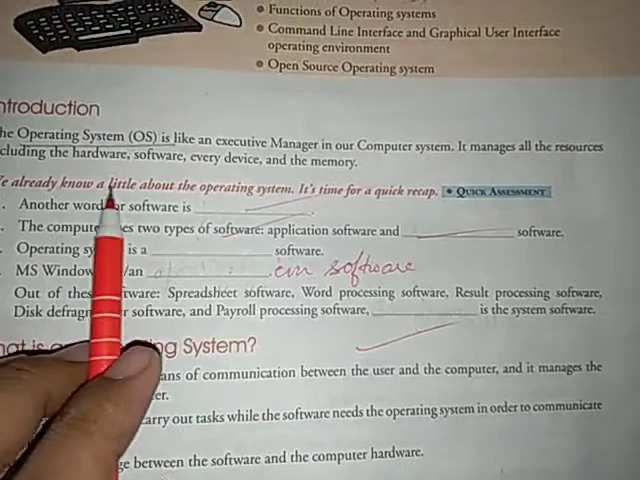 Functions of Operating systems
Command Line Interface and Graphical User Interface
operating environment
Open Source Operating system
ntroduction
he Operating System (OS) is like an executive Manager in our Computer system. It manages all the resources
cluding the hardware, software, every device, and the memory.
e already know a little about the operating system. It's time for a quick recap. • QUICK ASSESSMENT
Another word or software is
The compute es two types of software: application software and software.
Operating sy is a software.
MS Window /an software
Out of thes tware: Spreadsheet software, Word processing software, Result processing software,
Disk defragm r software, and Payroll processing software, is the system software.
hat is g System?
ans of communication between the user and the computer, and it manages the
er.
arry out tasks while the software needs the operating system in order to communicate
ge between the software and the computer hardware.